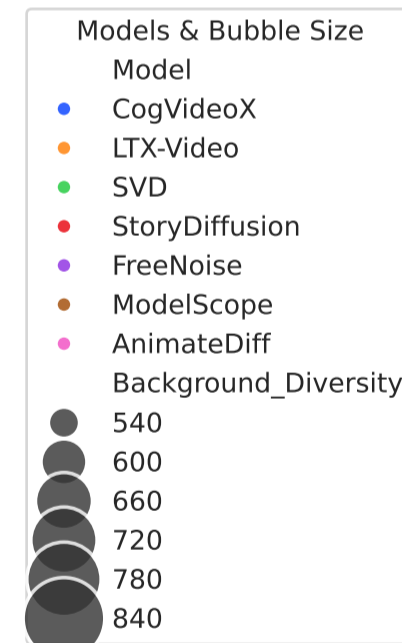 Models & Bubble Size
Model
CogVideoX
LTX-Video
SVD
StoryDiffusion
FreeNoise
ModelScope
AnimateDiff
Background_Diversity
540
600
660
720
780
840